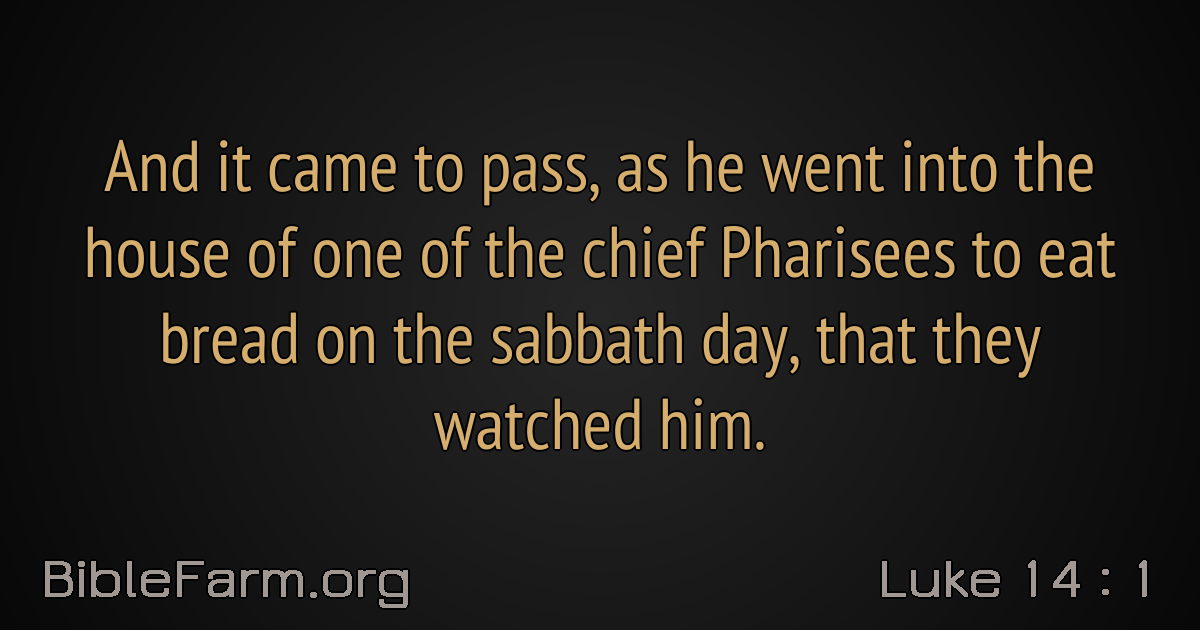 And it came to pass, as he went into the
house of one of the chief Pharisees to eat
bread on the sabbath day, that they
watched him.
BibleFarm.org
Luke 14 : 1